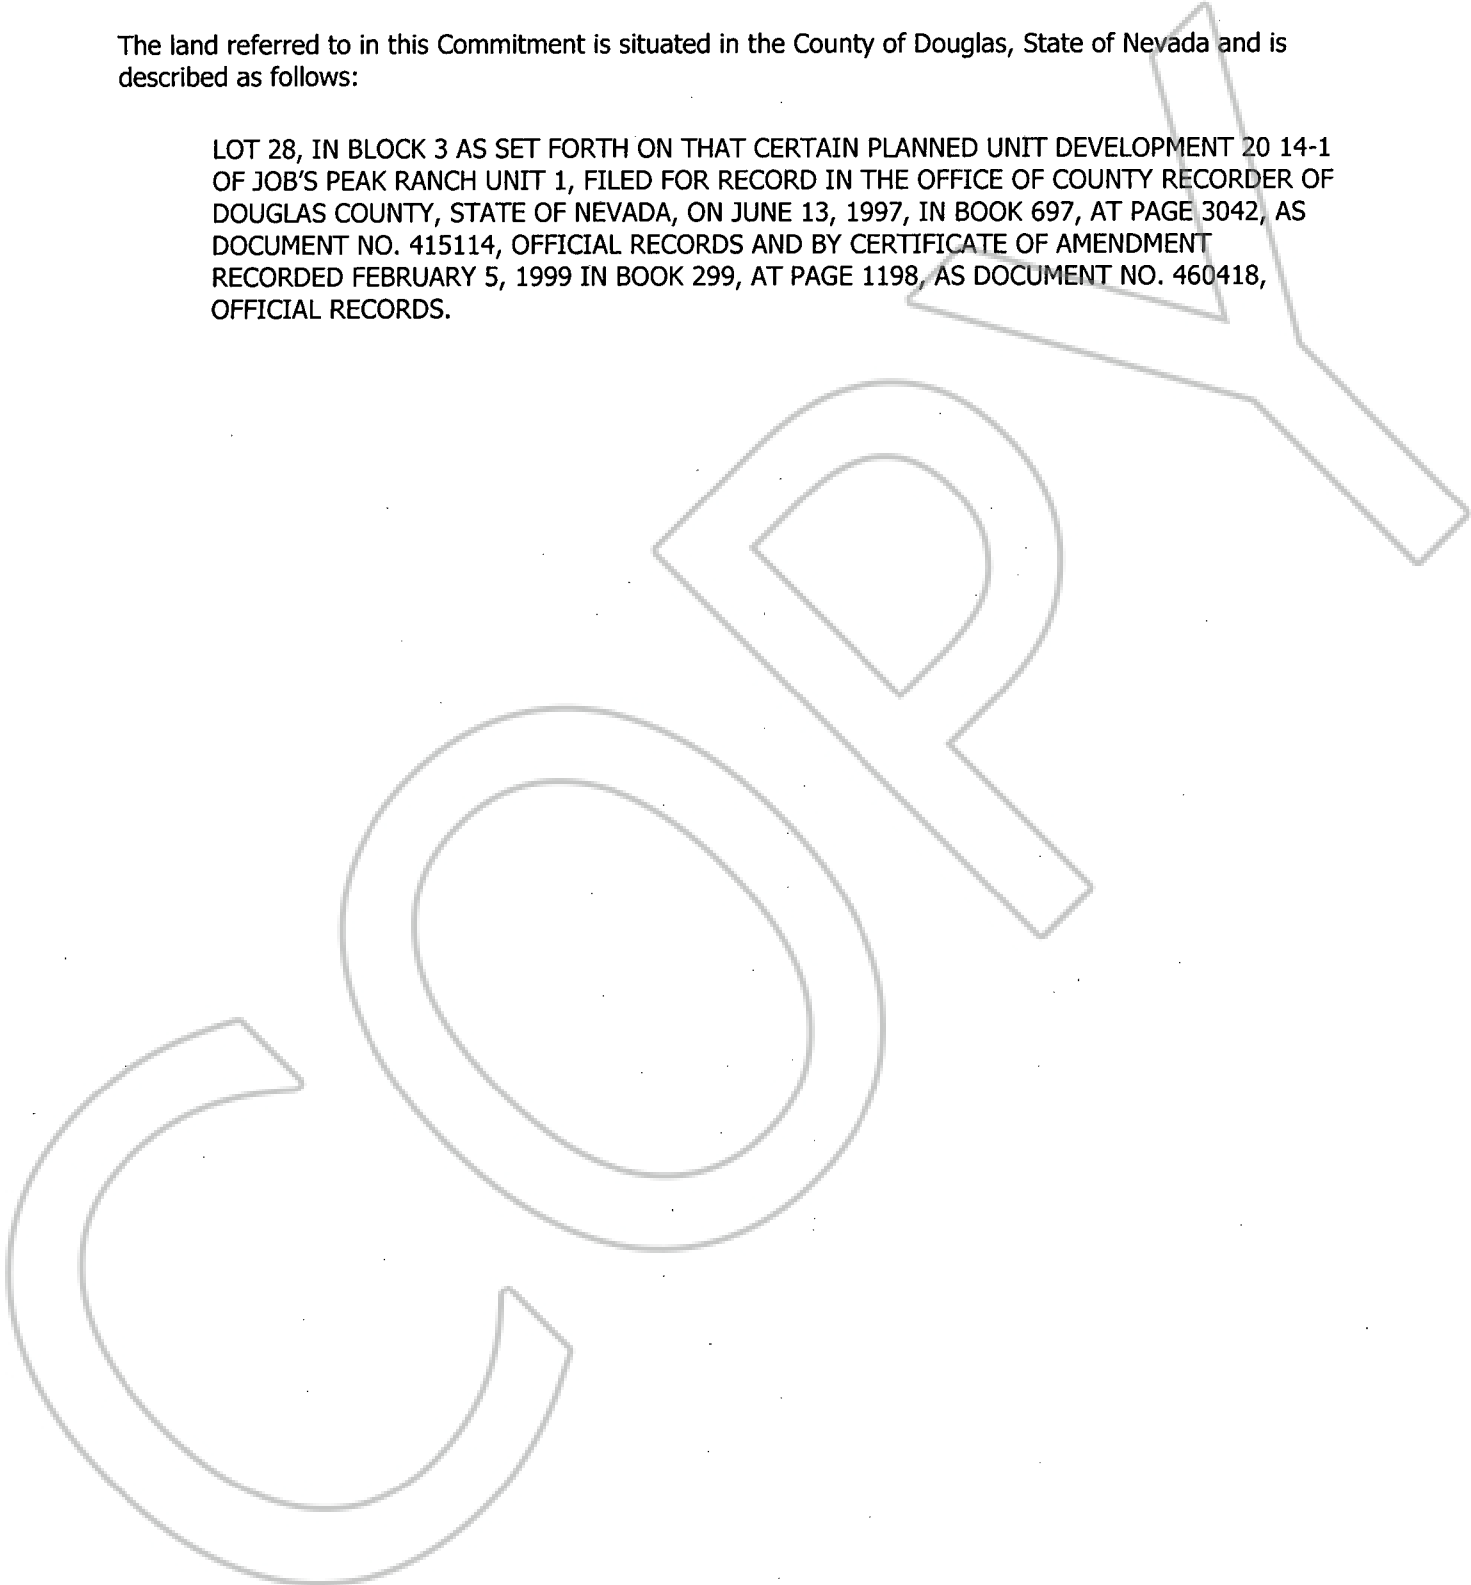 The land referred to in this Commitment is situated in the County of Douglas, State of Nevada and is
described as follows:
LOT 28, IN BLOCK 3 AS SET FORTH ON THAT CERTAIN PLANNED UNIT DEVELOPMENT 20 14-1
OF JOB'S PEAK RANCH UNIT 1, FILED FOR RECORD IN THE OFFICE OF COUNTY RECORDER OF
DOUGLAS COUNTY, STATE OF NEVADA, ON JUNE 13, 1997, IN BOOK 697, AT PAGE 3042, AS
DOCUMENT NO. 415114, OFFICIAL RECORDS AND BY CERTIFICATE OF AMENDMENT
RECORDED FEBRUARY 5, 1999 IN BOOK 299, AT PAGE 1198, AS DOCUMENT NO. 460418,
OFFICIAL RECORDS.
COPY